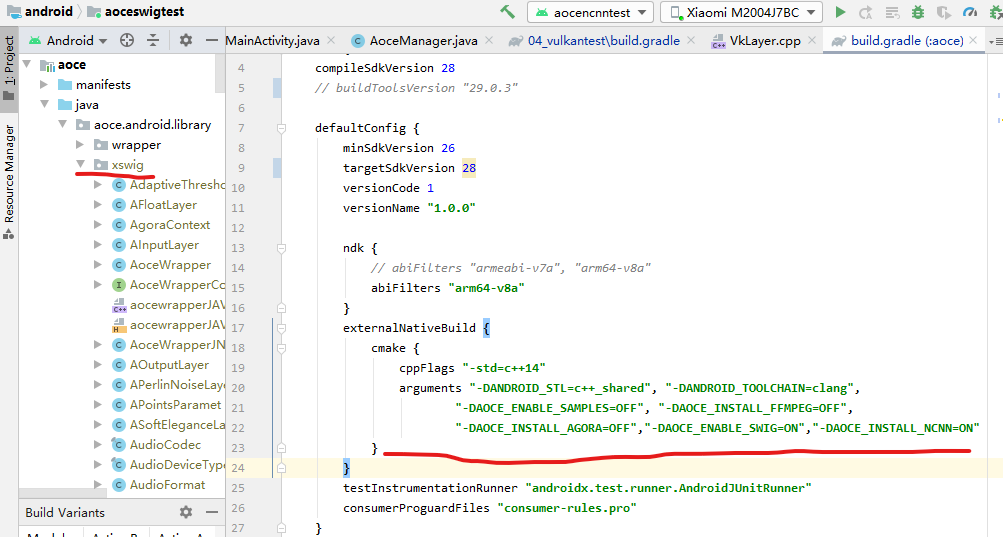 android
aoceswigtest
aocencnntest
Xiaomi M2004J7BC
Android
MainActivity.java
AoceManager.java
04_vulkantest\build.gradle
VkLayer.cpp
build.gradle (:aoce)
1: Project
Resource Manager
aoce
manifests
java
aoce.android.library
wrapper
xswig
AdaptiveThresho
AFloatLayer
AgoraContext
AInputLayer
AoceWrapper
AoceWrapperCo
aocewrapperJAV
aocewrapperJAV
AoceWrapperJN
AOutputLayer
APerlinNoiseLaye
APointsParamet
ASoftEleganceLa
AudioCodec
AudioDeviceType
AudioFormat
Build Variants
4 compileSdkVersion 28
5 // buildToolsVersion "29.0.3"
6
7 defaultConfig {
8 minSdkVersion 26
9 targetSdkVersion 28
10 versionCode 1
11 versionName "1.0.0"
12
13 ndk {
14 // abiFilters "armeabi-v7a", "arm64-v8a"
15 abiFilters "arm64-v8a"
16 }
17 externalNativeBuild {
18 cmake {
19 cppFlags "-std=c++14"
20 arguments "-DANDROID_STL=c++_shared", "-DANDROID_TOOLCHAIN=clang",
21 "-DAOCE_ENABLE_SAMPLES=OFF", "-DAOCE_INSTALL_FFMPEG=OFF",
22 "-DAOCE_INSTALL_AGORA=OFF","-DAOCE_ENABLE_SWIG=ON","-DAOCE_INSTALL_NCNN=ON"
23 }
24 }
25 testInstrumentationRunner "androidx.test.runner.AndroidJUnitRunner"
26 consumerProguardFiles "consumer-rules.pro"
27 }